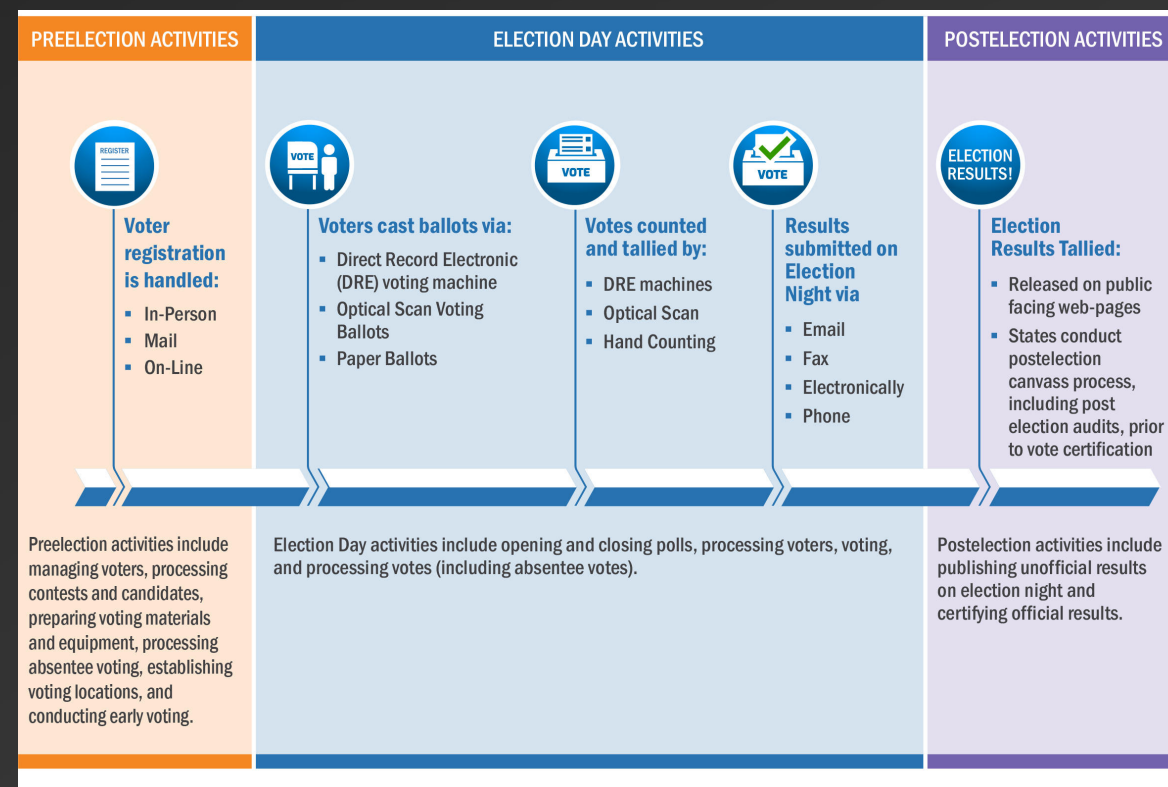 PREELECTION ACTIVITIES
ELECTION DAY ACTIVITIES
POSTELECTION ACTIVITIES
REGISTER
Voter
registration
is handled:
▪ In-Person
▪ Mail
▪ On-Line
VOTE
Voters cast ballots via:
▪ Direct Record Electronic
(DRE) voting machine
▪ Optical Scan Voting
Ballots
▪ Paper Ballots
VOTE
Votes counted
and tallied by:
▪ DRE machines
▪ Optical Scan
▪ Hand Counting
VOTE
Results
submitted on
Election
Night via
▪ Email
▪ Fax
▪ Electronically
▪ Phone
ELECTION
RESULTS!
Election
Results Tallied:
▪ Released on public
facing web-pages
▪ States conduct
postelection
canvass process,
including post
election audits, prior
to vote certification
Preelection activities include
managing voters, processing
contests and candidates,
preparing voting materials
and equipment, processing
absentee voting, establishing
voting locations, and
conducting early voting.
Election Day activities include opening and closing polls, processing voters, voting,
and processing votes (including absentee votes).
Postelection activities include
publishing unofficial results
on election night and
certifying official results.